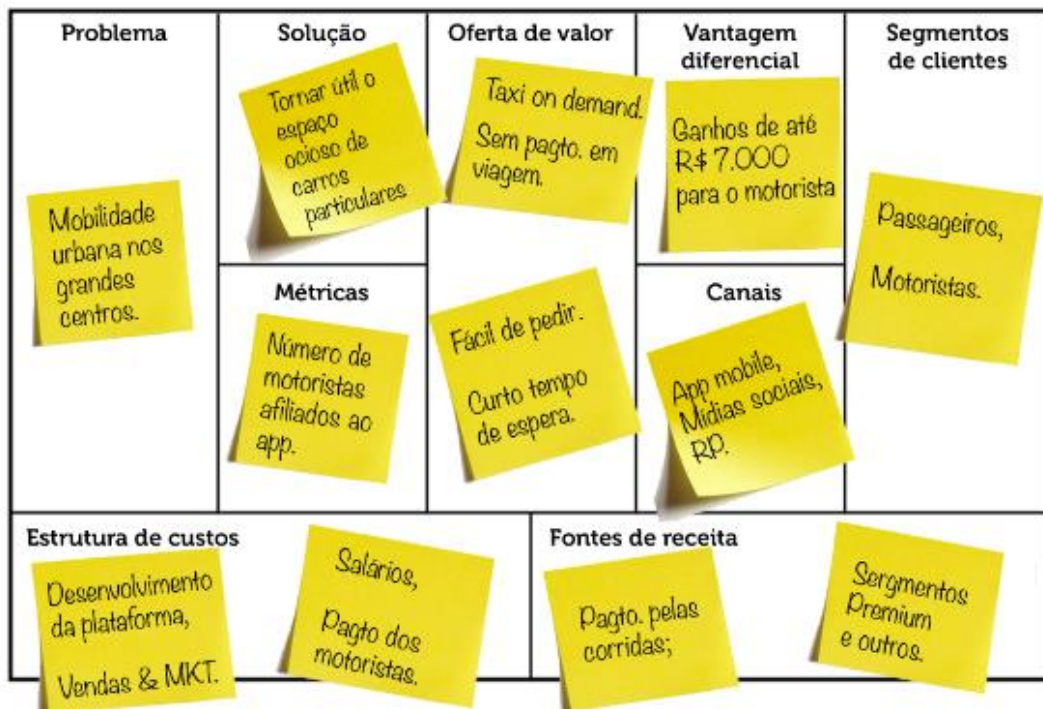 Problema
Mobilidade
urbana nos
grandes
centros.
Solução
Tornar útil o
espaço
ocioso de
carros
particulares
Métricas
Número de
motoristas
afiliados ao
app.
Oferta de valor
Taxi on demand.
Sem pagto. em
viagem.
Fácil de pedir.
Curto tempo
de espera.
Vantagem
diferencial
Ganhos de até
R$ 7.000
para o motorista
Canais
App mobile,
Mídias sociais,
RP.
Segmentos
de clientes
Passageiros,
Motoristas.
Estrutura de custos
Desenvolvimento
da plataforma,
Vendas & MKT.
Salários,
Pagto dos
motoristas.
Fontes de receita
Pagto. pelas
corridas;
Sergmentos
Premium
e outros.